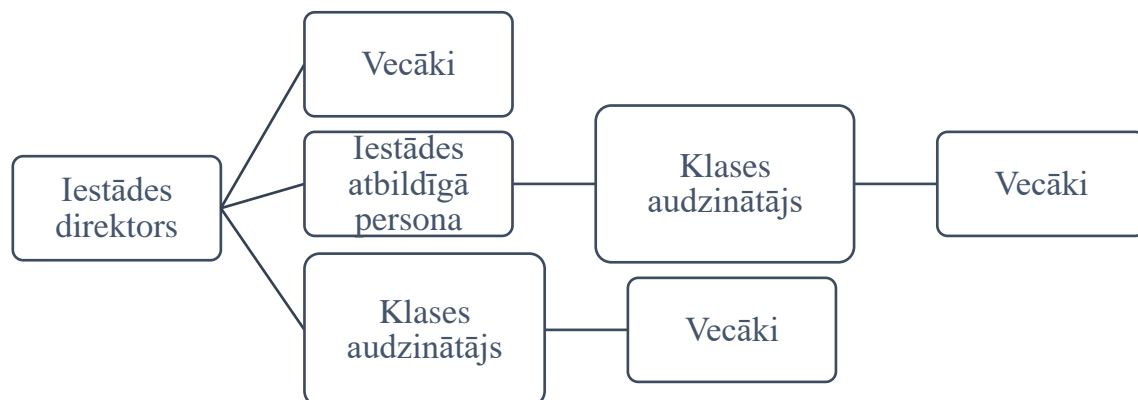 Vecāki
Iestādes
direktors
Iestādes
atbildīgā
persona
Klases
audzinātājs
Vecāki
Klases
audzinātājs
Vecāki